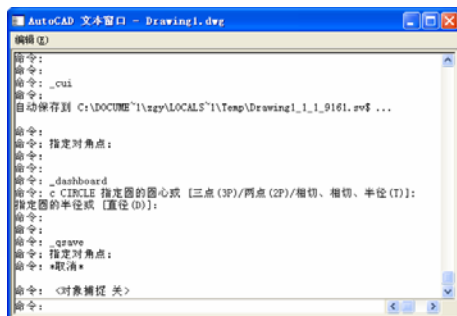 AutoCAD 文本窗口 - Drawing1.dwg
编辑(E)
命令:
命令:
命令: _cui
命令:
自动保存到 C:\DOCUME~1\zgy\LOCALS~1\Temp\Drawing1_1_1_9161.sv$ ...
命令:
命令: 指定对角点:
命令:
命令:
命令: _dashboard
命令: c CIRCLE 指定圆的圆心或 [三点(3P)/两点(2P)/相切、相切、半径(T)]:
指定圆的半径或 [直径(D)]:
命令:
命令:
命令: _qsave
命令: 指定对角点:
命令: *取消*
命令: <对象捕捉 关>
命令: